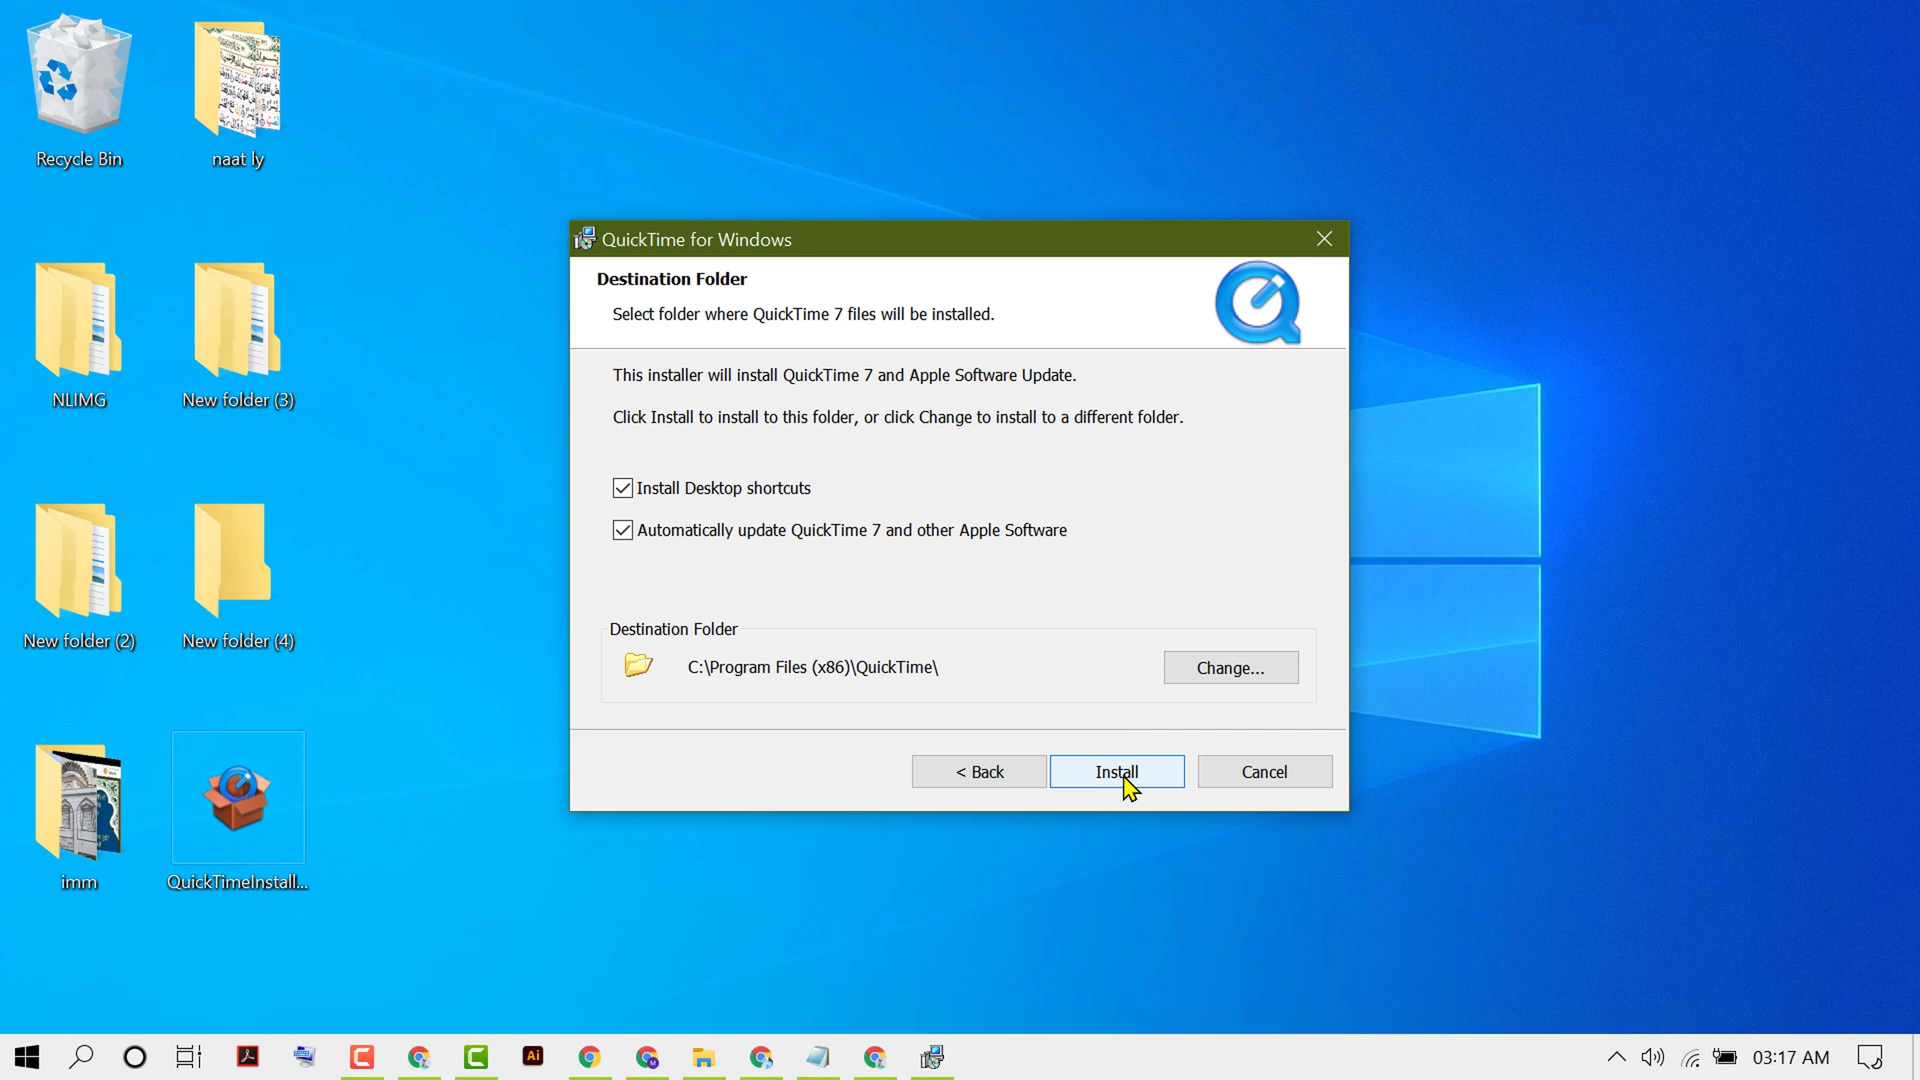 Recycle Bin
naat ly
NLIMG
New folder (3)
New folder (2)
New folder (4)
imm
QuickTimeInstall...
QuickTime for Windows
Destination Folder
Select folder where QuickTime 7 files will be installed.
This installer will install QuickTime 7 and Apple Software Update.
Click Install to install to this folder, or click Change to install to a different folder.
Install Desktop shortcuts
Automatically update QuickTime 7 and other Apple Software
Destination Folder
C:\Program Files (x86)\QuickTime\
Change...
< Back
Install
Cancel
Ai
03:17 AM